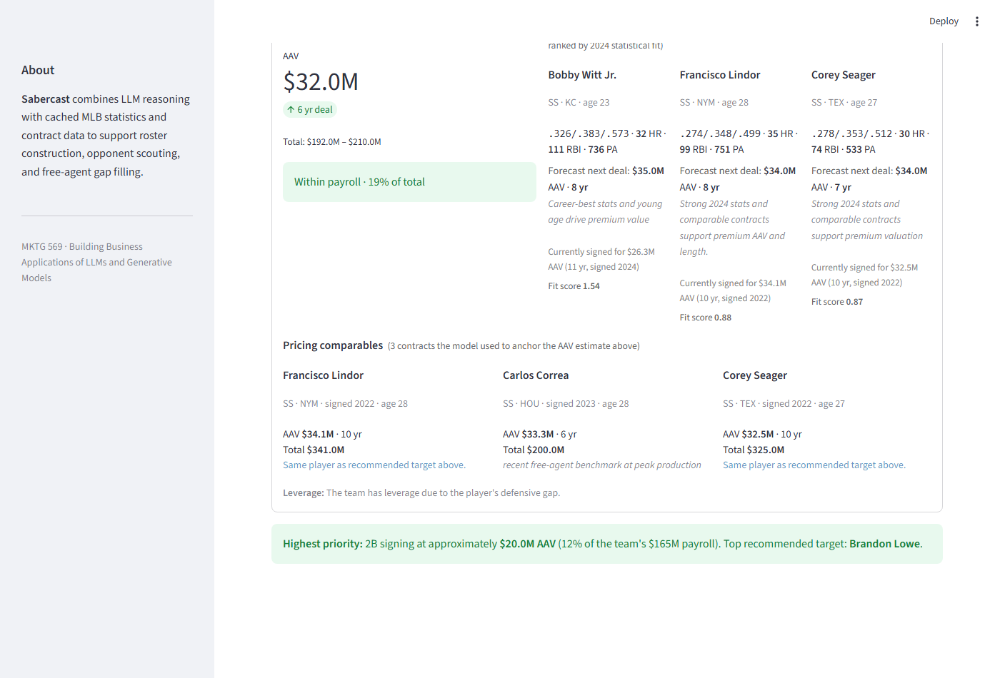 Deploy
About
Sabercast combines LLM reasoning
with cached MLB statistics and
contract data to support roster
construction, opponent scouting,
and free-agent gap filling.
MKTG 569 · Building Business
Applications of LLMs and Generative
Models
AAV
$32.0M
↑ 6 yr deal
Total: $192.0M – $210.0M
Within payroll · 19% of total
ranked by 2024 statistical fit)
Bobby Witt Jr.
SS · KC · age 23
.326/.383/.573 · 32 HR ·
111 RBI · 736 PA
Forecast next deal: $35.0M
AAV · 8 yr
Career-best stats and young
age drive premium value
Currently signed for $26.3M
AAV (11 yr, signed 2024)
Fit score 1.54
Francisco Lindor
SS · NYM · age 28
.274/.348/.499 · 35 HR ·
99 RBI · 751 PA
Forecast next deal: $34.0M
AAV · 8 yr
Strong 2024 stats and
comparable contracts
support premium AAV and
length.
Currently signed for $34.1M
AAV (10 yr, signed 2022)
Fit score 0.88
Corey Seager
SS · TEX · age 27
.278/.353/.512 · 30 HR ·
74 RBI · 533 PA
Forecast next deal: $34.0M
AAV · 7 yr
Strong 2024 stats and
comparable contracts
support premium valuation
Currently signed for $32.5M
AAV (10 yr, signed 2022)
Fit score 0.87
Pricing comparables (3 contracts the model used to anchor the AAV estimate above)
Francisco Lindor
SS · NYM · signed 2022 · age 28
AAV $34.1M · 10 yr
Total $341.0M
Same player as recommended target above.
Carlos Correa
SS · HOU · signed 2023 · age 28
AAV $33.3M · 6 yr
Total $200.0M
recent free-agent benchmark at peak production
Corey Seager
SS · TEX · signed 2022 · age 27
AAV $32.5M · 10 yr
Total $325.0M
Same player as recommended target above.
Leverage: The team has leverage due to the player's defensive gap.
Highest priority: 2B signing at approximately $20.0M AAV (12% of the team's $165M payroll). Top recommended target: Brandon Lowe.